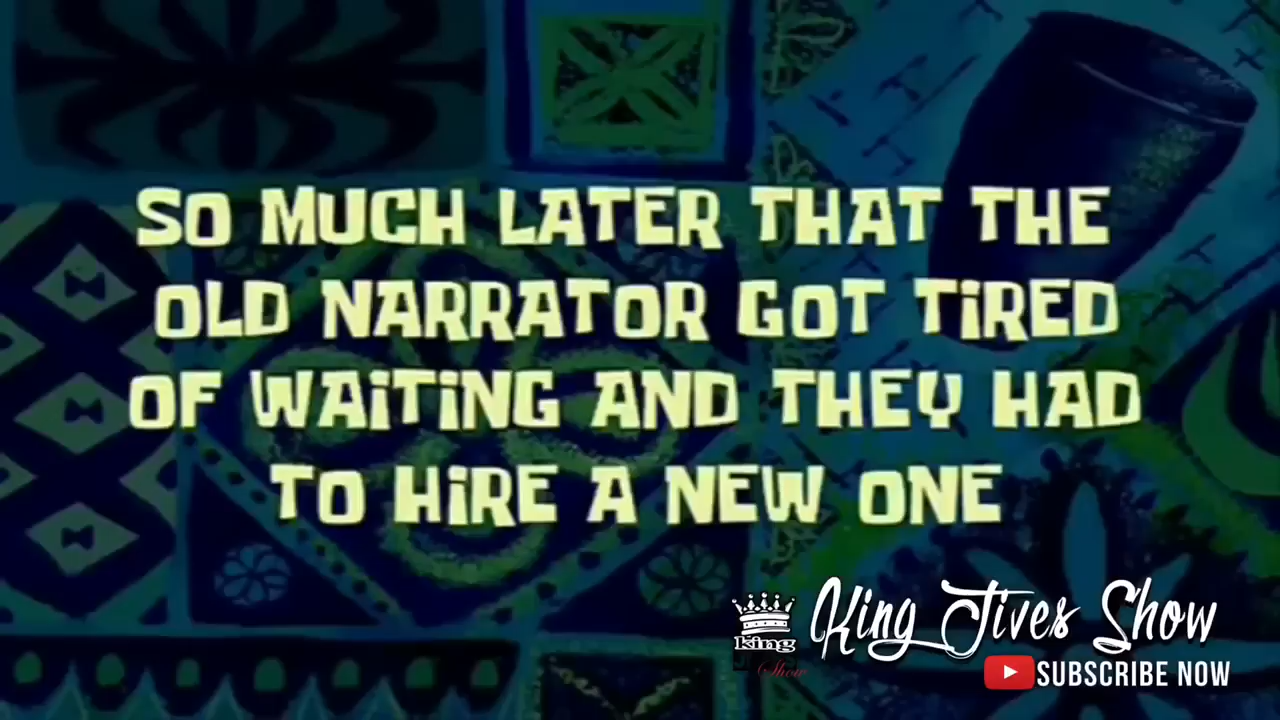 SO MUCH LATER THAT THE
OLD NARRATOR GOT TIRED
OF WAITING AND THEY HAD
TO HIRE A NEW ONE
king
Show
King Jives Show
SUBSCRIBE NOW